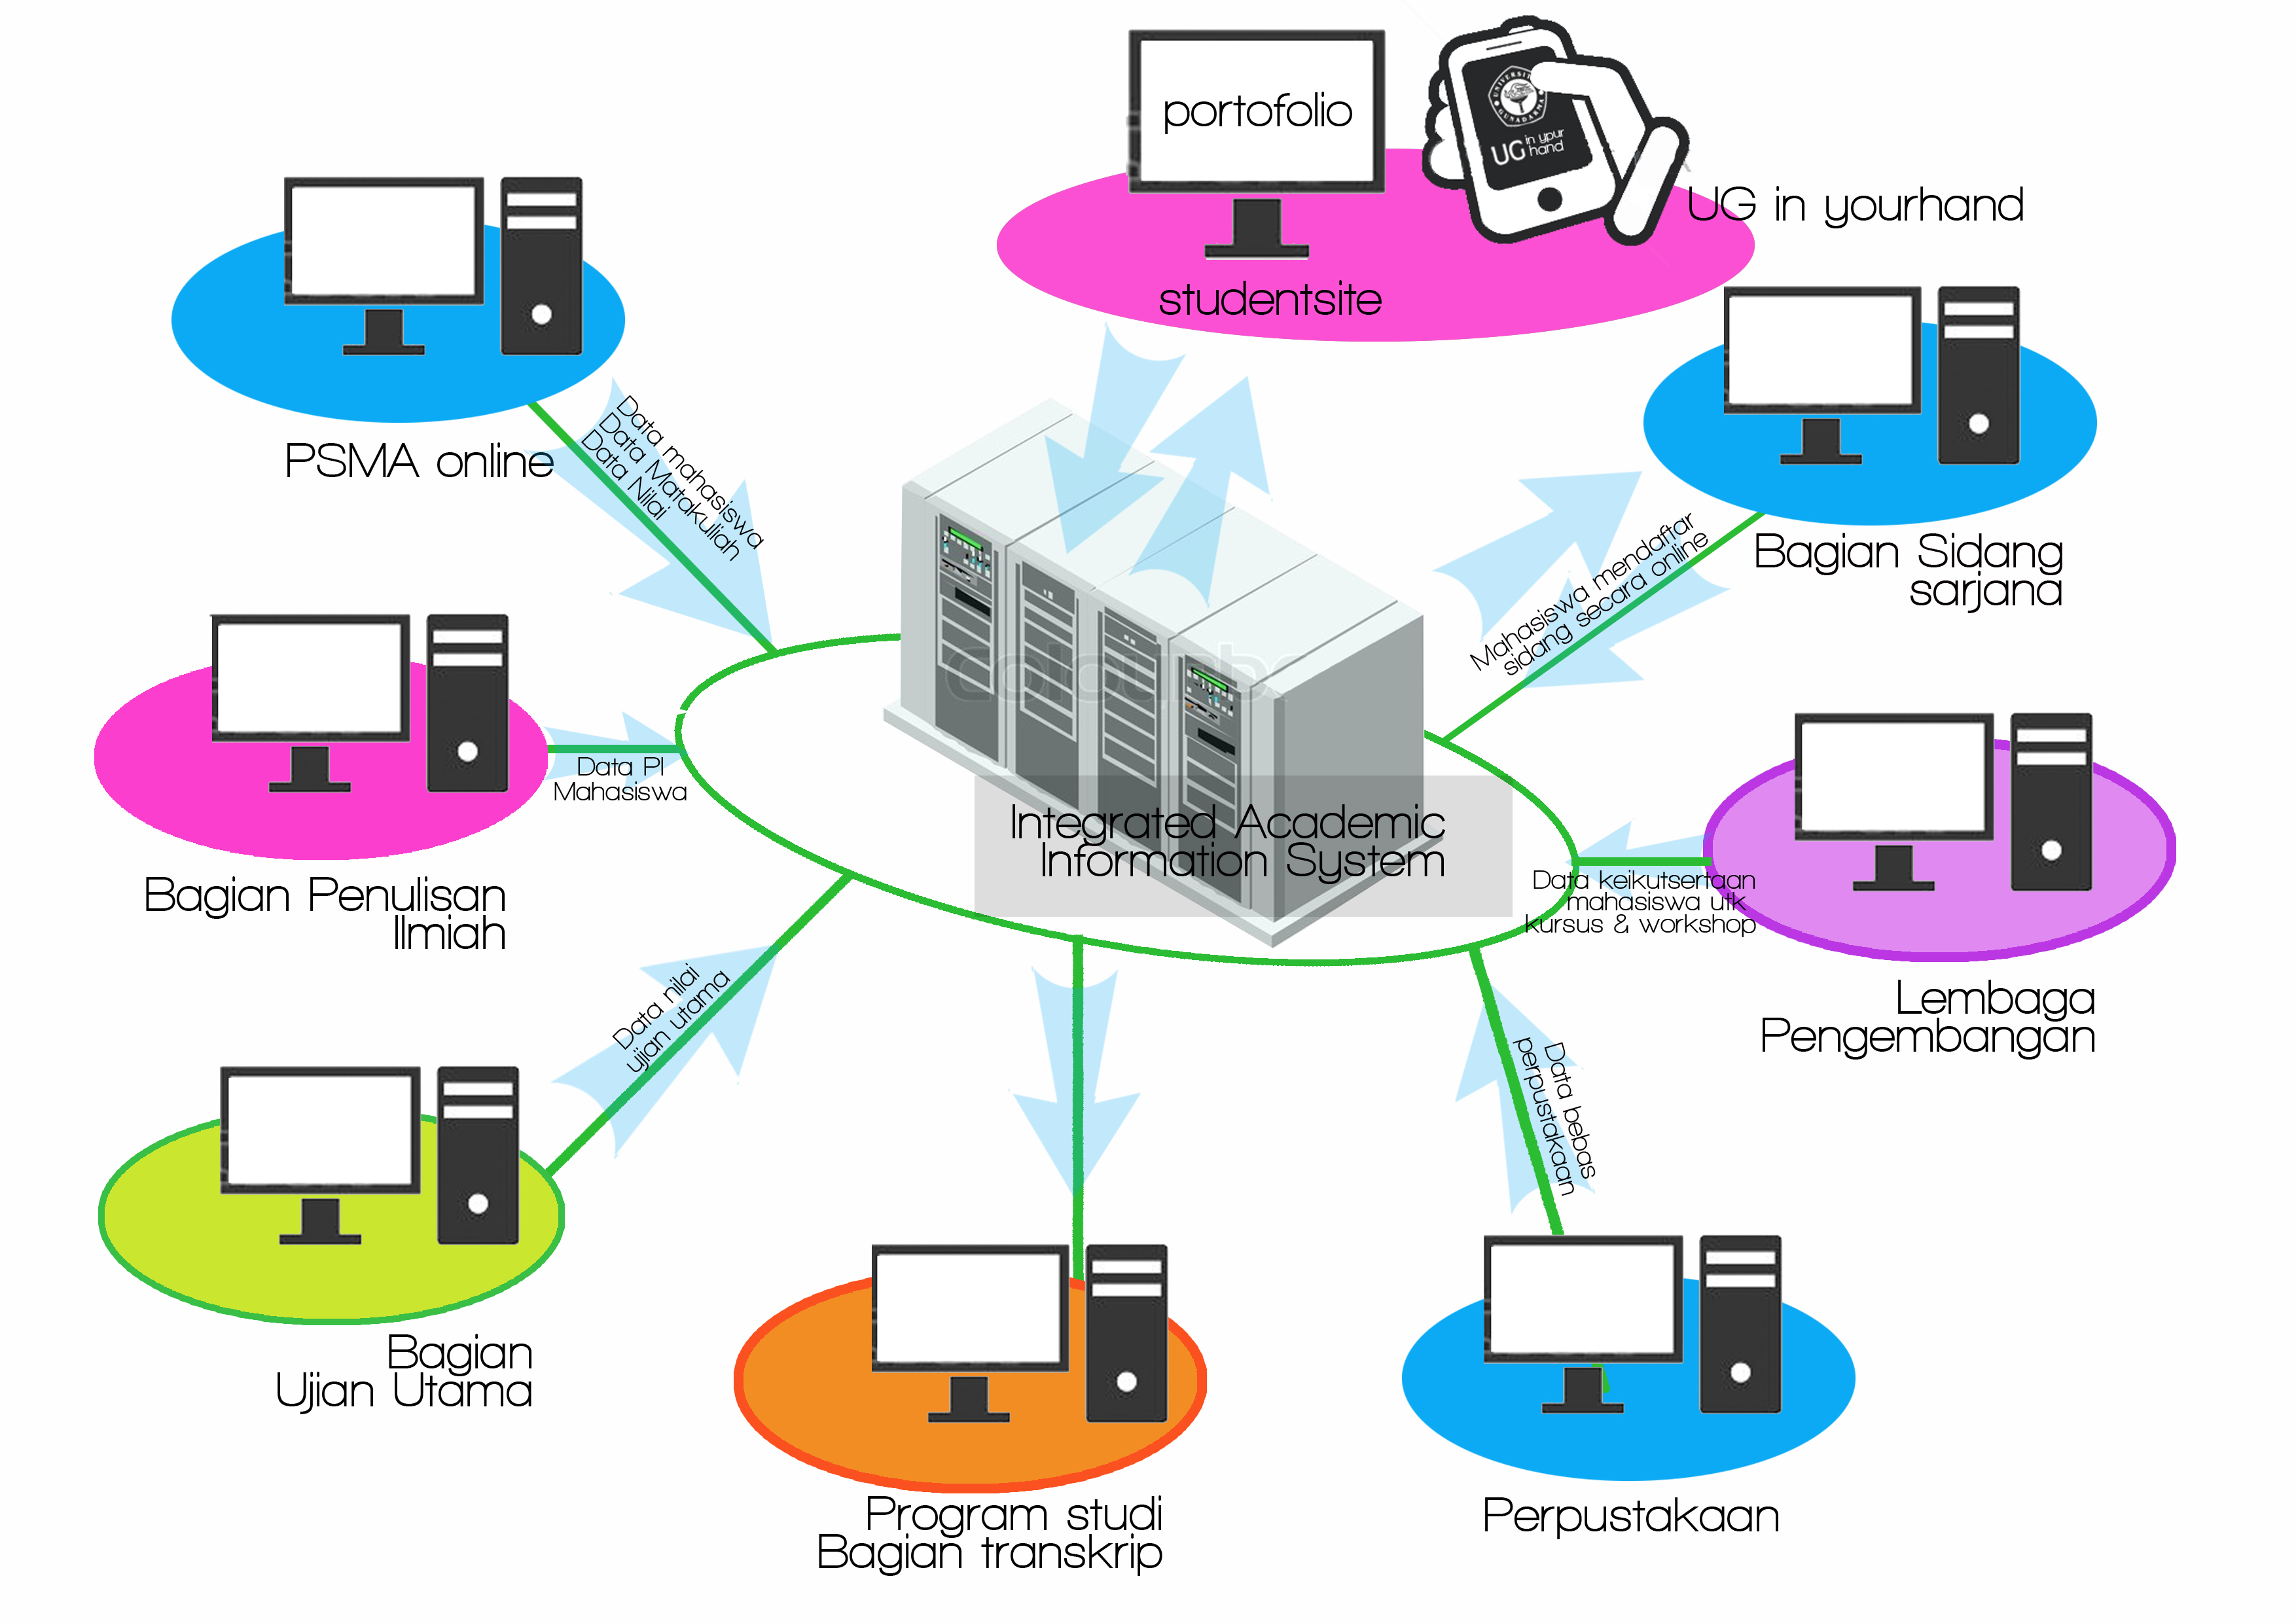 portofolio
UNIVERSITAS
GUNADARMA
UG in your
hand
UG in yourhand
studentsite
PSMA online
Data mahasiswa
Data Matakuliah
Data Nilai
Mahasiswa mendaftar
sidang secara online
Bagian Sidang
sarjana
Data PI
Mahasiswa
Bagian Penulisan
Ilmiah
Integrated Academic
Information System
Data keikutsertaan
mahasiswa utk
kursus & workshop
Lembaga
Pengembangan
Data nilai
ujian utama
Bagian
Ujian Utama
Data bebas
perpustakaan
Program studi
Bagian transkrip
Perpustakaan